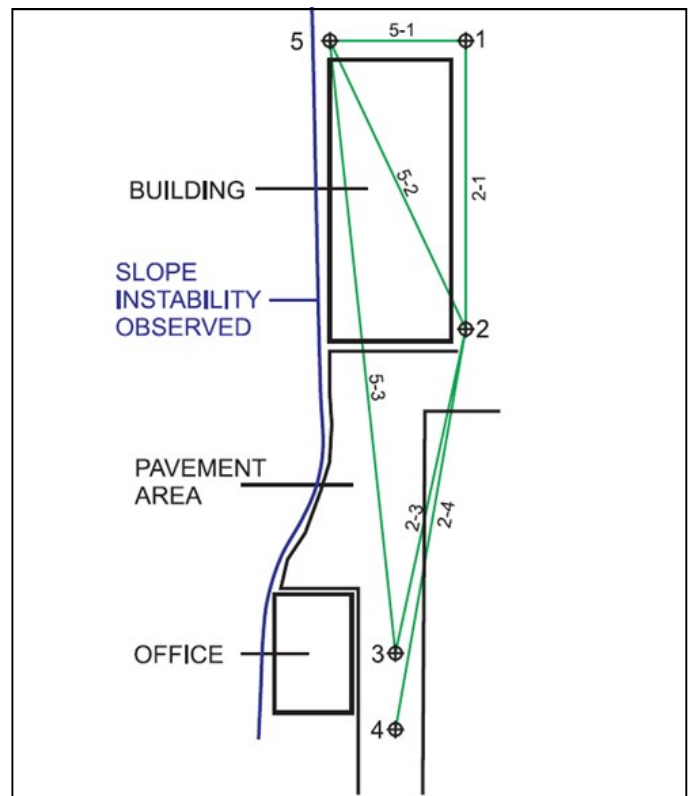 5
5-1
1
BUILDING
5-2
2-1
SLOPE
INSTABILITY
OBSERVED
2
5-3
PAVEMENT
AREA
2-3
2-4
OFFICE
3
4